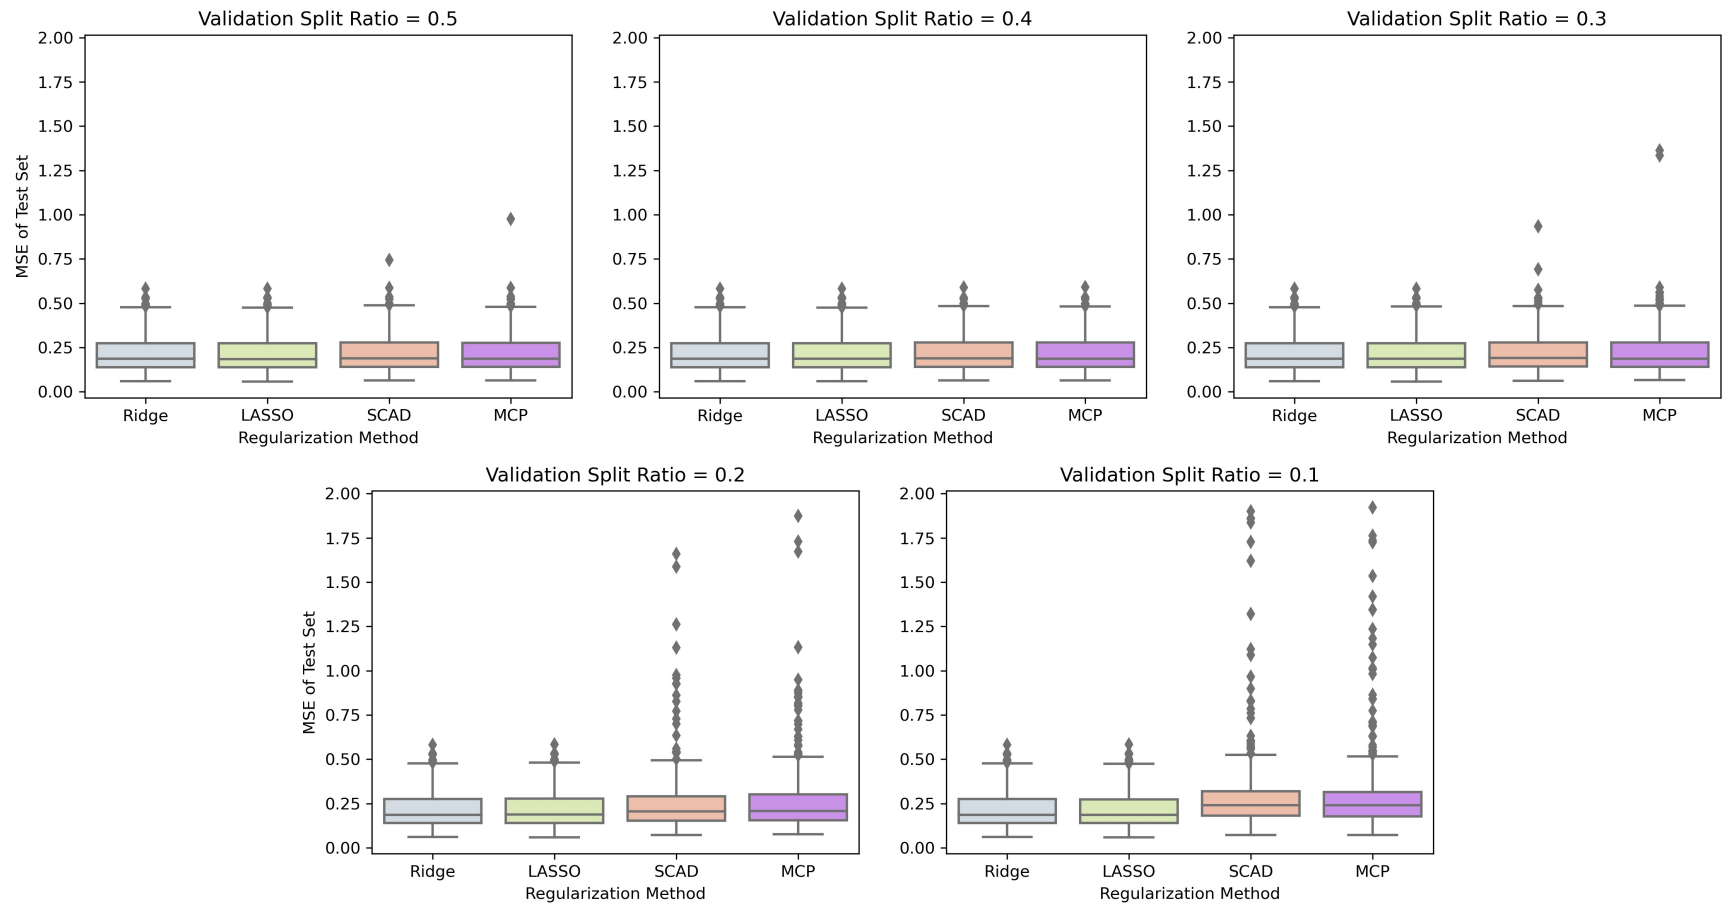 Validation Split Ratio = 0.5
2.00
1.75
1.50
1.25
1.00
0.75
0.50
0.25
0.00
MSE of Test Set
Ridge LASSO SCAD MCP
Regularization Method
Validation Split Ratio = 0.4
2.00
1.75
1.50
1.25
1.00
0.75
0.50
0.25
0.00
Ridge LASSO SCAD MCP
Regularization Method
Validation Split Ratio = 0.3
2.00
1.75
1.50
1.25
1.00
0.75
0.50
0.25
0.00
Ridge LASSO SCAD MCP
Regularization Method
Validation Split Ratio = 0.2
2.00
1.75
1.50
1.25
1.00
0.75
0.50
0.25
0.00
MSE of Test Set
Ridge LASSO SCAD MCP
Regularization Method
Validation Split Ratio = 0.1
2.00
1.75
1.50
1.25
1.00
0.75
0.50
0.25
0.00
Ridge LASSO SCAD MCP
Regularization Method